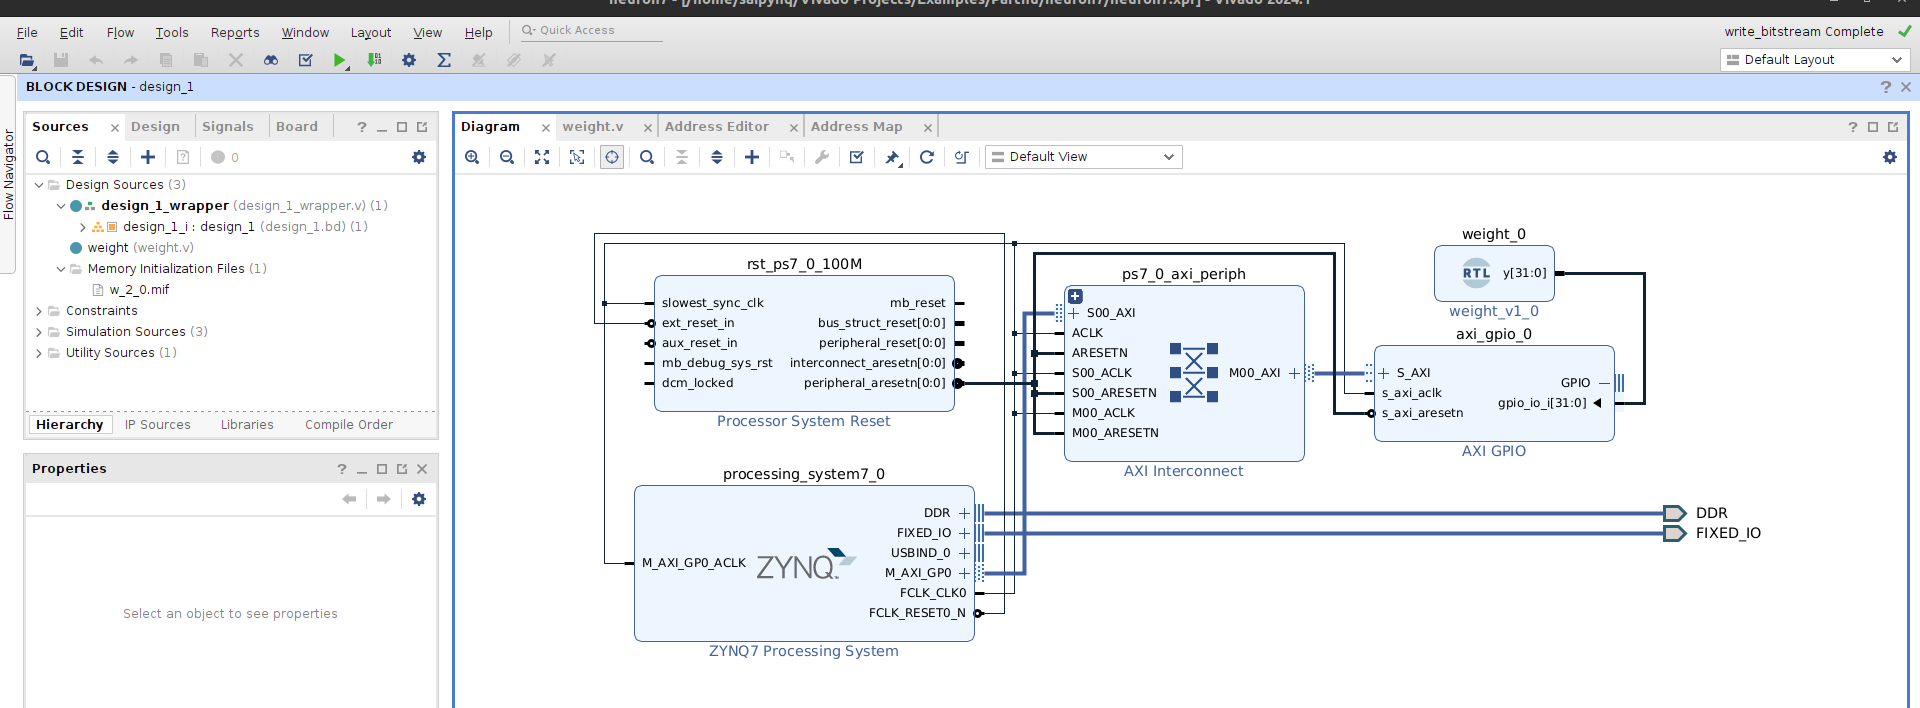 neuron7 - [/home/salpynq/Vivado Projects/Examples/PartIId/neuron7/neuron7.xpr] - Vivado 2024.1
File Edit Flow Tools Reports Window Layout View Help Quick Access
write_bitstream Complete
Default Layout
BLOCK DESIGN - design_1
Flow Navigator
Sources Design Signals Board
0
Design Sources (3)
design_1_wrapper (design_1_wrapper.v) (1)
design_1_i : design_1 (design_1.bd) (1)
weight (weight.v)
Memory Initialization Files (1)
w_2_0.mif
Constraints
Simulation Sources (3)
Utility Sources (1)
Hierarchy IP Sources Libraries Compile Order
Properties
Select an object to see properties
Diagram weight.v Address Editor Address Map
Default View
rst_ps7_0_100M
slowest_sync_clk
ext_reset_in
aux_reset_in
mb_debug_sys_rst
dcm_locked
mb_reset
bus_struct_reset[0:0]
peripheral_reset[0:0]
interconnect_aresetn[0:0]
peripheral_aresetn[0:0]
Processor System Reset
processing_system7_0
M_AXI_GP0_ACLK
ZYNQ
DDR
FIXED_IO
USBIND_0
M_AXI_GP0
FCLK_CLK0
FCLK_RESET0_N
ZYNQ7 Processing System
ps7_0_axi_periph
S00_AXI
ACLK
ARESETN
S00_ACLK
S00_ARESETN
M00_ACLK
M00_ARESETN
M00_AXI
AXI Interconnect
weight_0
RTL
y[31:0]
weight_v1_0
axi_gpio_0
S_AXI
s_axi_aclk
s_axi_aresetn
GPIO
gpio_io_i[31:0]
AXI GPIO
DDR
FIXED_IO